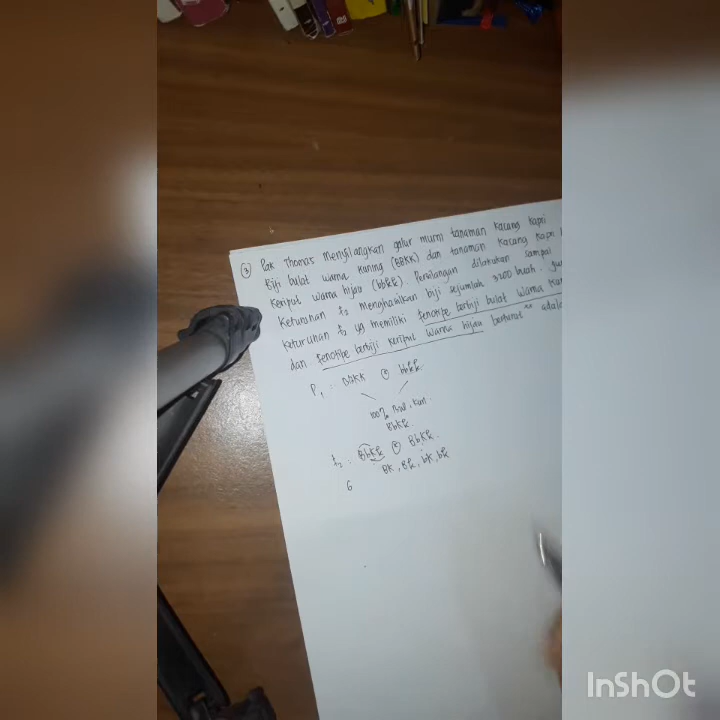 3 Pak Thomas menyilangkan galur murni tanaman kacang kapri
Biji bulat warna kuning (BBKK) dan tanaman kacang kapri
keriput warna hijau (bbkk). Persilangan dilakukan sampai
keturunan F2 menghasilkan biji sejumlah 3200 buah.
keturunan F2 yg memiliki fenotipe berbiji bulat warna
dan fenotipe berbiji keriput warna hijau berturut" adala
P1 : BBKK × bbkk
100% Bul, Kun.
BbKk
F2 : BbKk × BbKk
G BK, Bk, bK, bk
InShOt